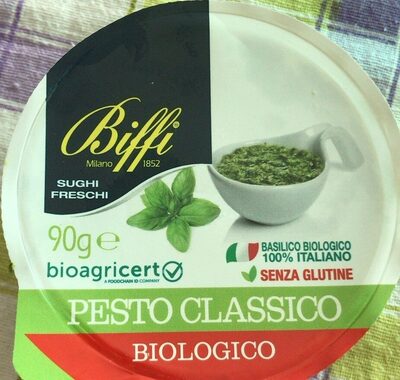 Biffi
Milano 1852
SUGHI
FRESCHI
90g e
bioagricert
A FOODCHAIN ID COMPANY
BASILICO BIOLOGICO
100% ITALIANO
SENZA GLUTINE
PESTO CLASSICO
BIOLOGICO